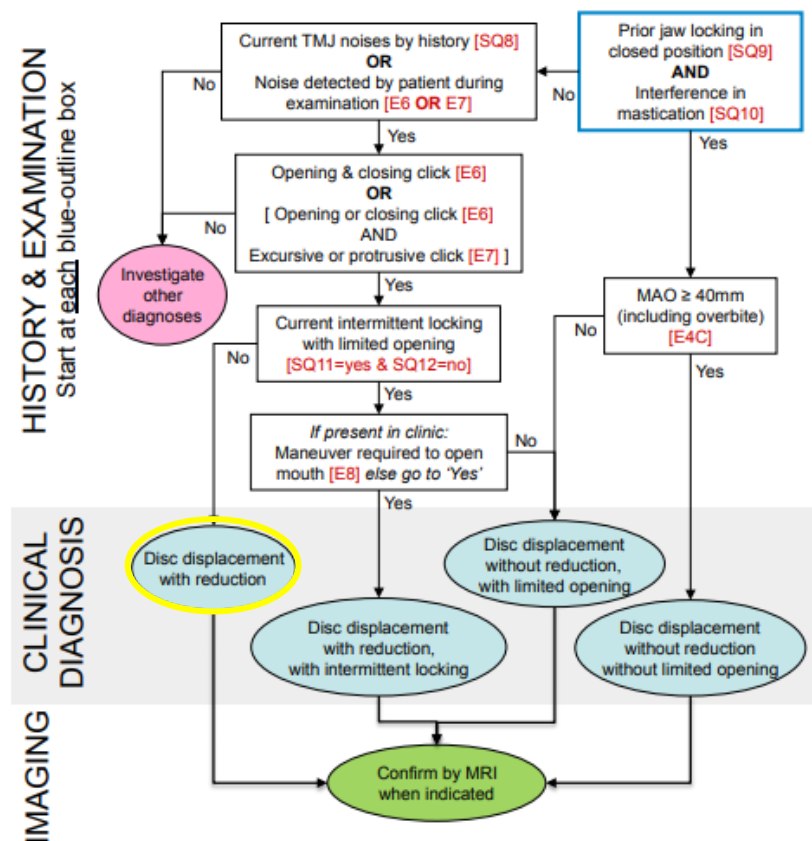 HISTORY & EXAMINATION
Start at each blue-outline box
Current TMJ noises by history [SQ8]
OR
Noise detected by patient during
examination [E6 OR E7]
Prior jaw locking in
closed position [SQ9]
AND
Interference in
mastication [SQ10]
No
No
Yes
Yes
Opening & closing click [E6]
OR
[ Opening or closing click [E6]
AND
Excursive or protrusive click [E7] ]
No
Yes
Investigate
other
diagnoses
Current intermittent locking
with limited opening
[SQ11=yes & SQ12=no]
MAO ≥ 40mm
(including overbite)
[E4C]
No
No
Yes
Yes
If present in clinic:
Maneuver required to open
mouth [E8] else go to ‘Yes’
No
Yes
CLINICAL
DIAGNOSIS
Disc displacement
with reduction
Disc displacement
without reduction,
with limited opening
Disc displacement
with reduction,
with intermittent locking
Disc displacement
without reduction
without limited opening
IMAGING
Confirm by MRI
when indicated